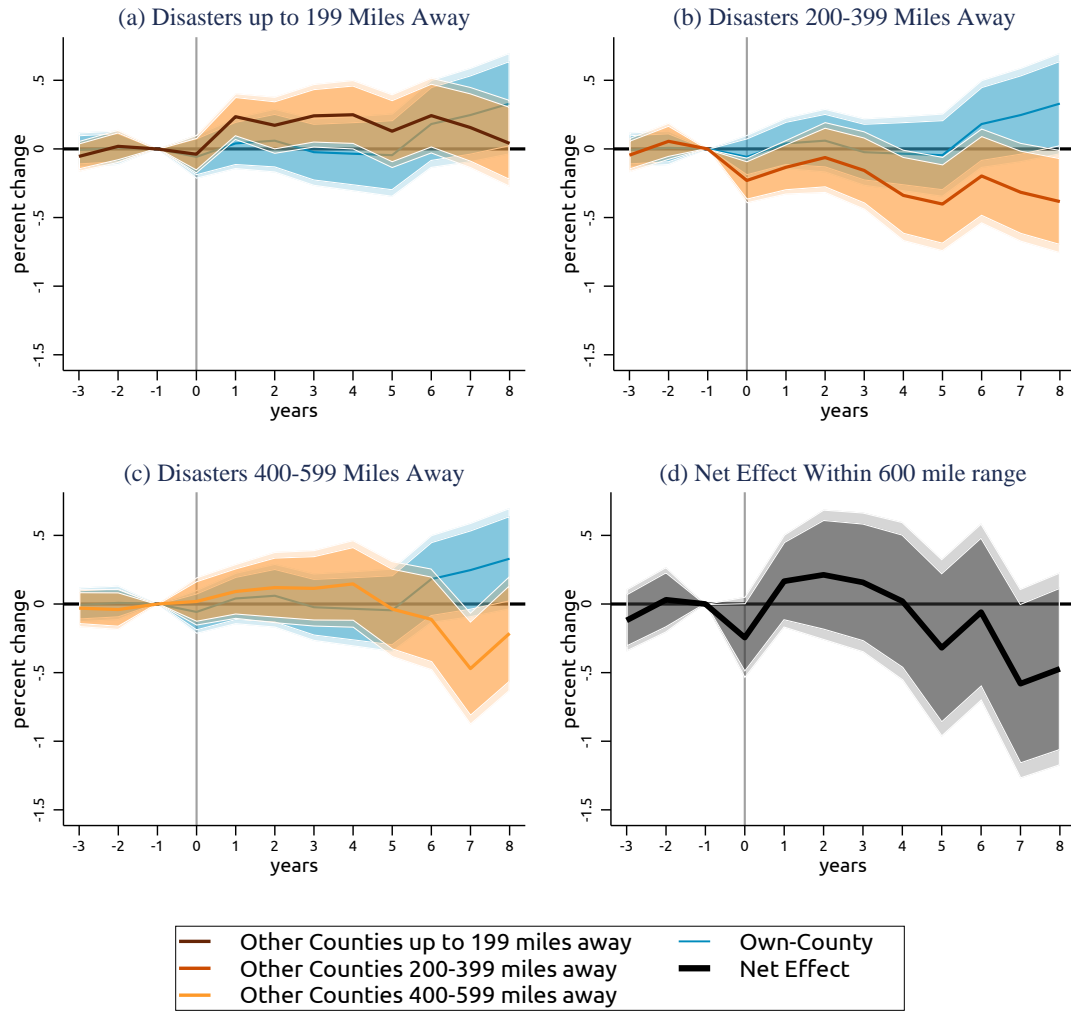 (a) Disasters up to 199 Miles Away
(b) Disasters 200-399 Miles Away
percent change
.5
0
-.5
-1
-1.5
-3 -2 -1 0 1 2 3 4 5 6 7 8
years
percent change
.5
0
-.5
-1
-1.5
-3 -2 -1 0 1 2 3 4 5 6 7 8
years
(c) Disasters 400-599 Miles Away
(d) Net Effect Within 600 mile range
percent change
.5
0
-.5
-1
-1.5
-3 -2 -1 0 1 2 3 4 5 6 7 8
years
percent change
.5
0
-.5
-1
-1.5
-3 -2 -1 0 1 2 3 4 5 6 7 8
years
Other Counties up to 199 miles away
Own-County
Other Counties 200-399 miles away
Net Effect
Other Counties 400-599 miles away